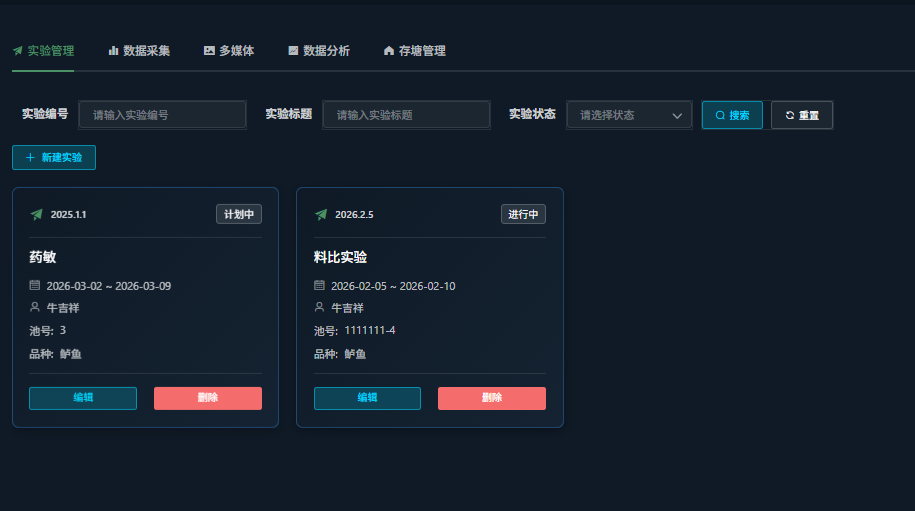 实验管理 数据采集 多媒体 数据分析 存塘管理
实验编号 请输入实验编号 实验标题 请输入实验标题 实验状态 请选择状态 搜索 重置
新建实验
2025.1.1 计划中
药敏
2026-03-02 ~ 2026-03-09
牛吉祥
池号: 3
品种: 鲈鱼
编辑 删除
2026.2.5 进行中
料比实验
2026-02-05 ~ 2026-02-10
牛吉祥
池号: 1111111-4
品种: 鲈鱼
编辑 删除